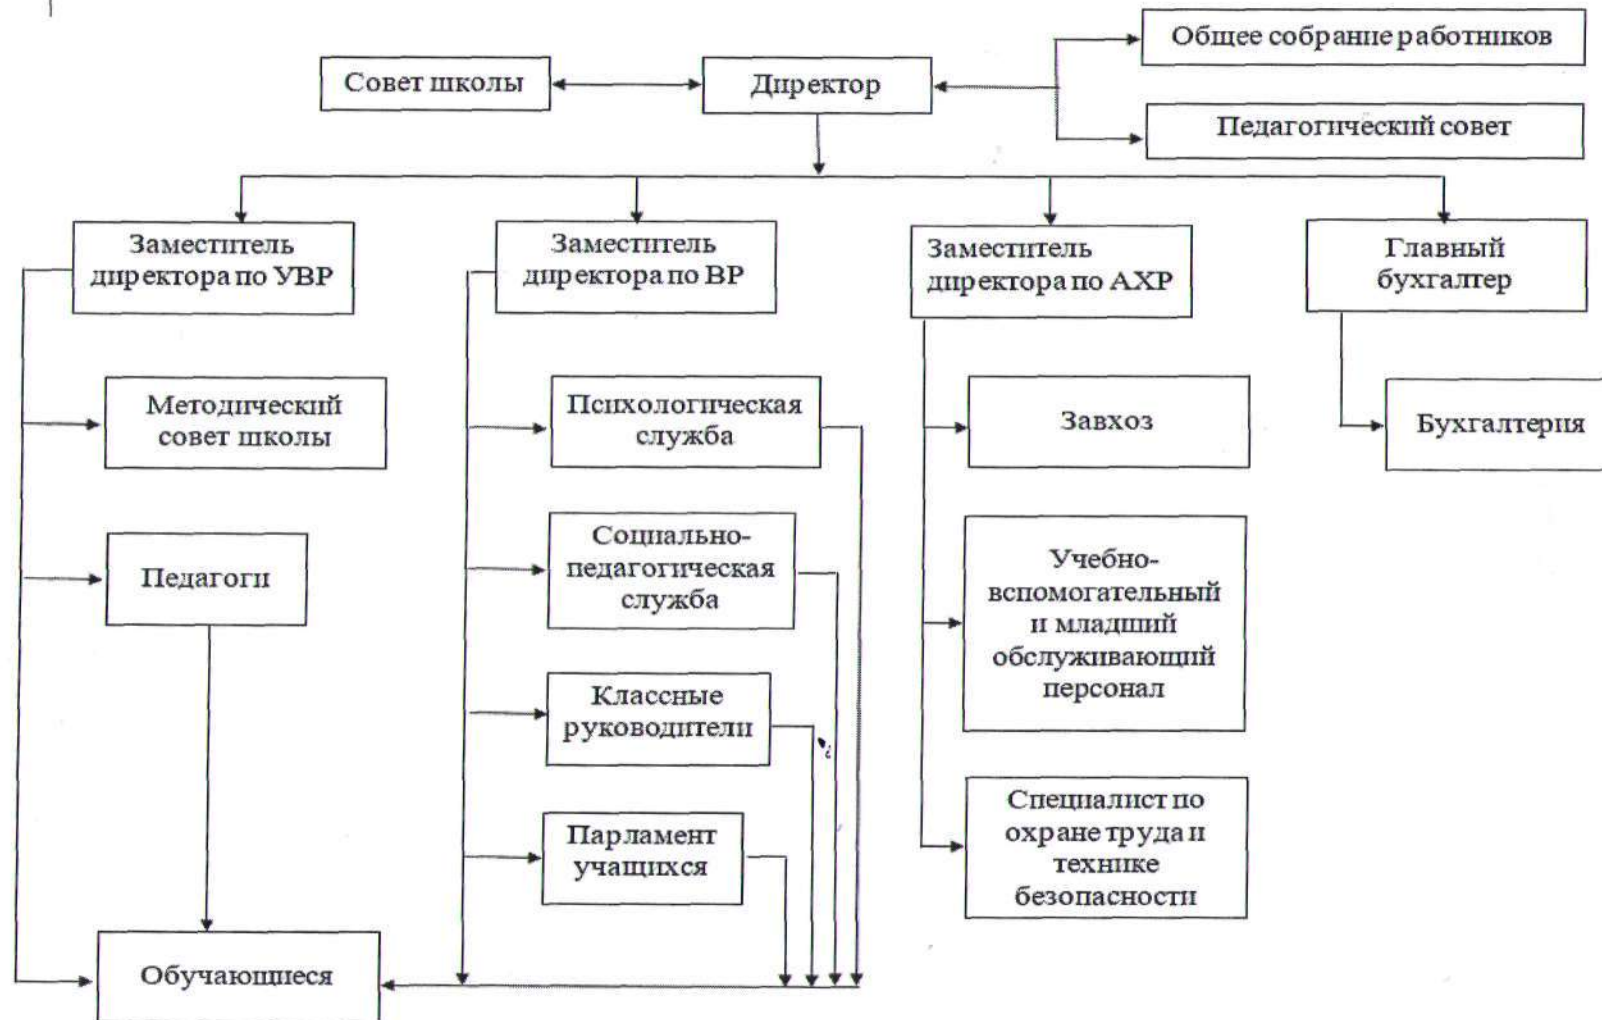 Общее собрание работников
Совет школы
Директор
Педагогический совет
Заместитель
директора по УВР
Заместитель
директора по ВР
Заместитель
директора по АХР
Главный
бухгалтер
Методический
совет школы
Психологическая
служба
Завхоз
Бухгалтерия
Педагоги
Социально-
педагогическая
служба
Учебно-
вспомогательный
и младший
обслуживающий
персонал
Классные
руководители
Парламент
учащихся
Специалист по
охране труда и
технике
безопасности
Обучающиеся